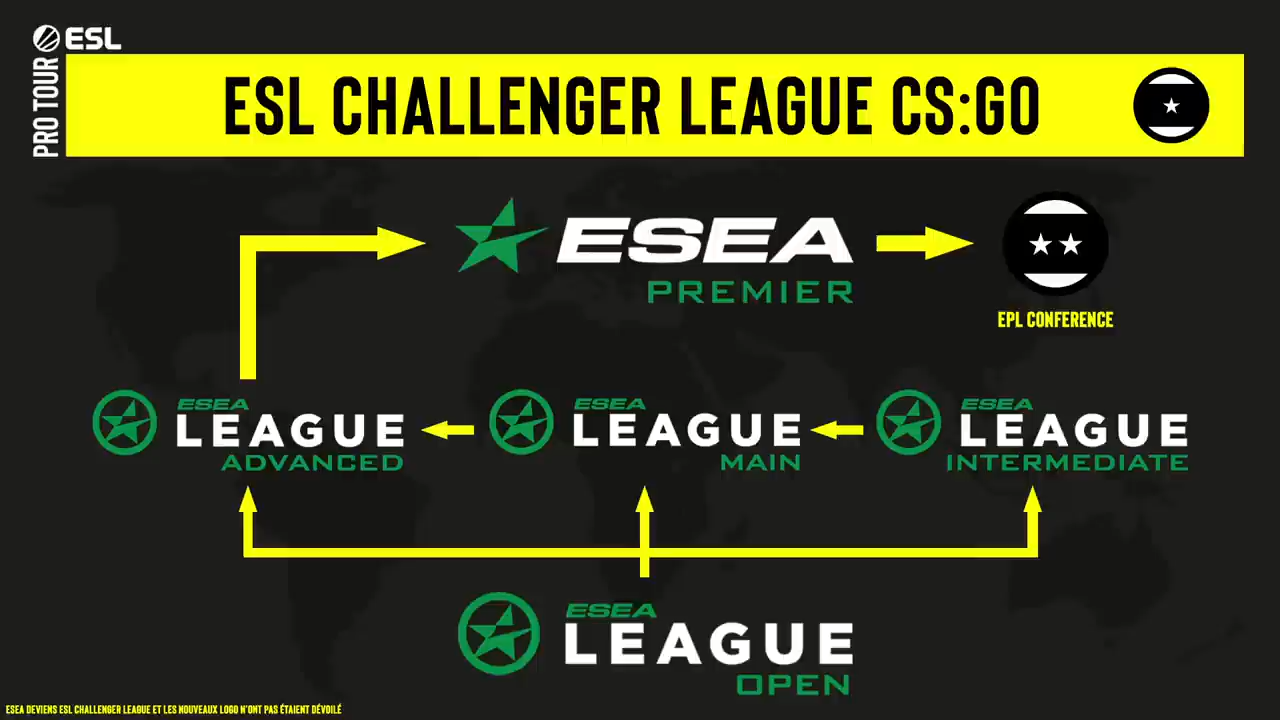 ESL
PRO TOUR
ESL CHALLENGER LEAGUE CS:GO
ESEA
PREMIER
EPL CONFERENCE
ESEA
LEAGUE
ADVANCED
ESEA
LEAGUE
MAIN
ESEA
LEAGUE
INTERMEDIATE
ESEA
LEAGUE
OPEN
ESEA DEVIENS ESL CHALLENGER LEAGUE ET LES NOUVEAUX LOGO N'ONT PAS ÉTAIENT DÉVOILÉ